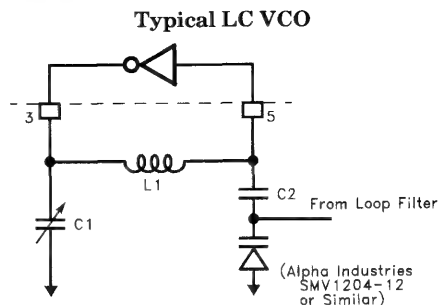 Typical LC VCO
3
5
L1
C1
C2
From Loop Filter
(Alpha Industries
SMV1204-12
or Similar)